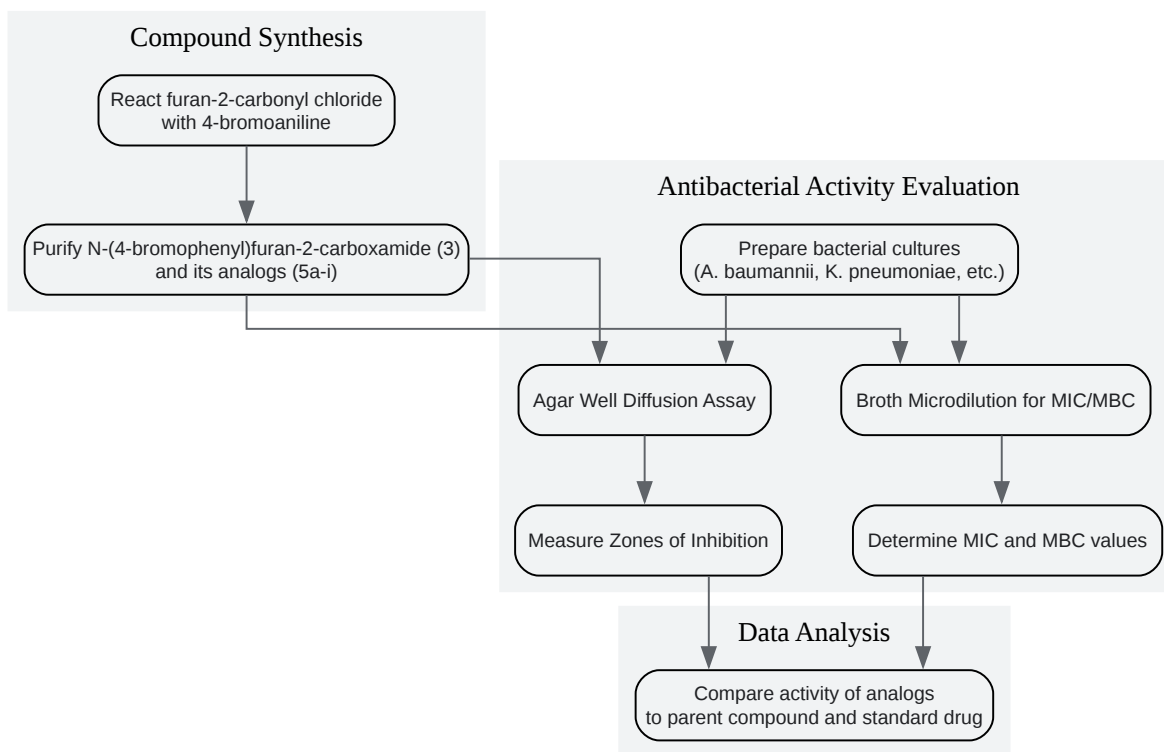 Compound Synthesis
React furan-2-carbonyl chloride
with 4-bromoaniline
Purify N-(4-bromophenyl)furan-2-carboxamide (3)
and its analogs (5a-i)
Antibacterial Activity Evaluation
Prepare bacterial cultures
(A. baumannii, K. pneumoniae, etc.)
Agar Well Diffusion Assay
Broth Microdilution for MIC/MBC
Measure Zones of Inhibition
Determine MIC and MBC values
Data Analysis
Compare activity of analogs
to parent compound and standard drug